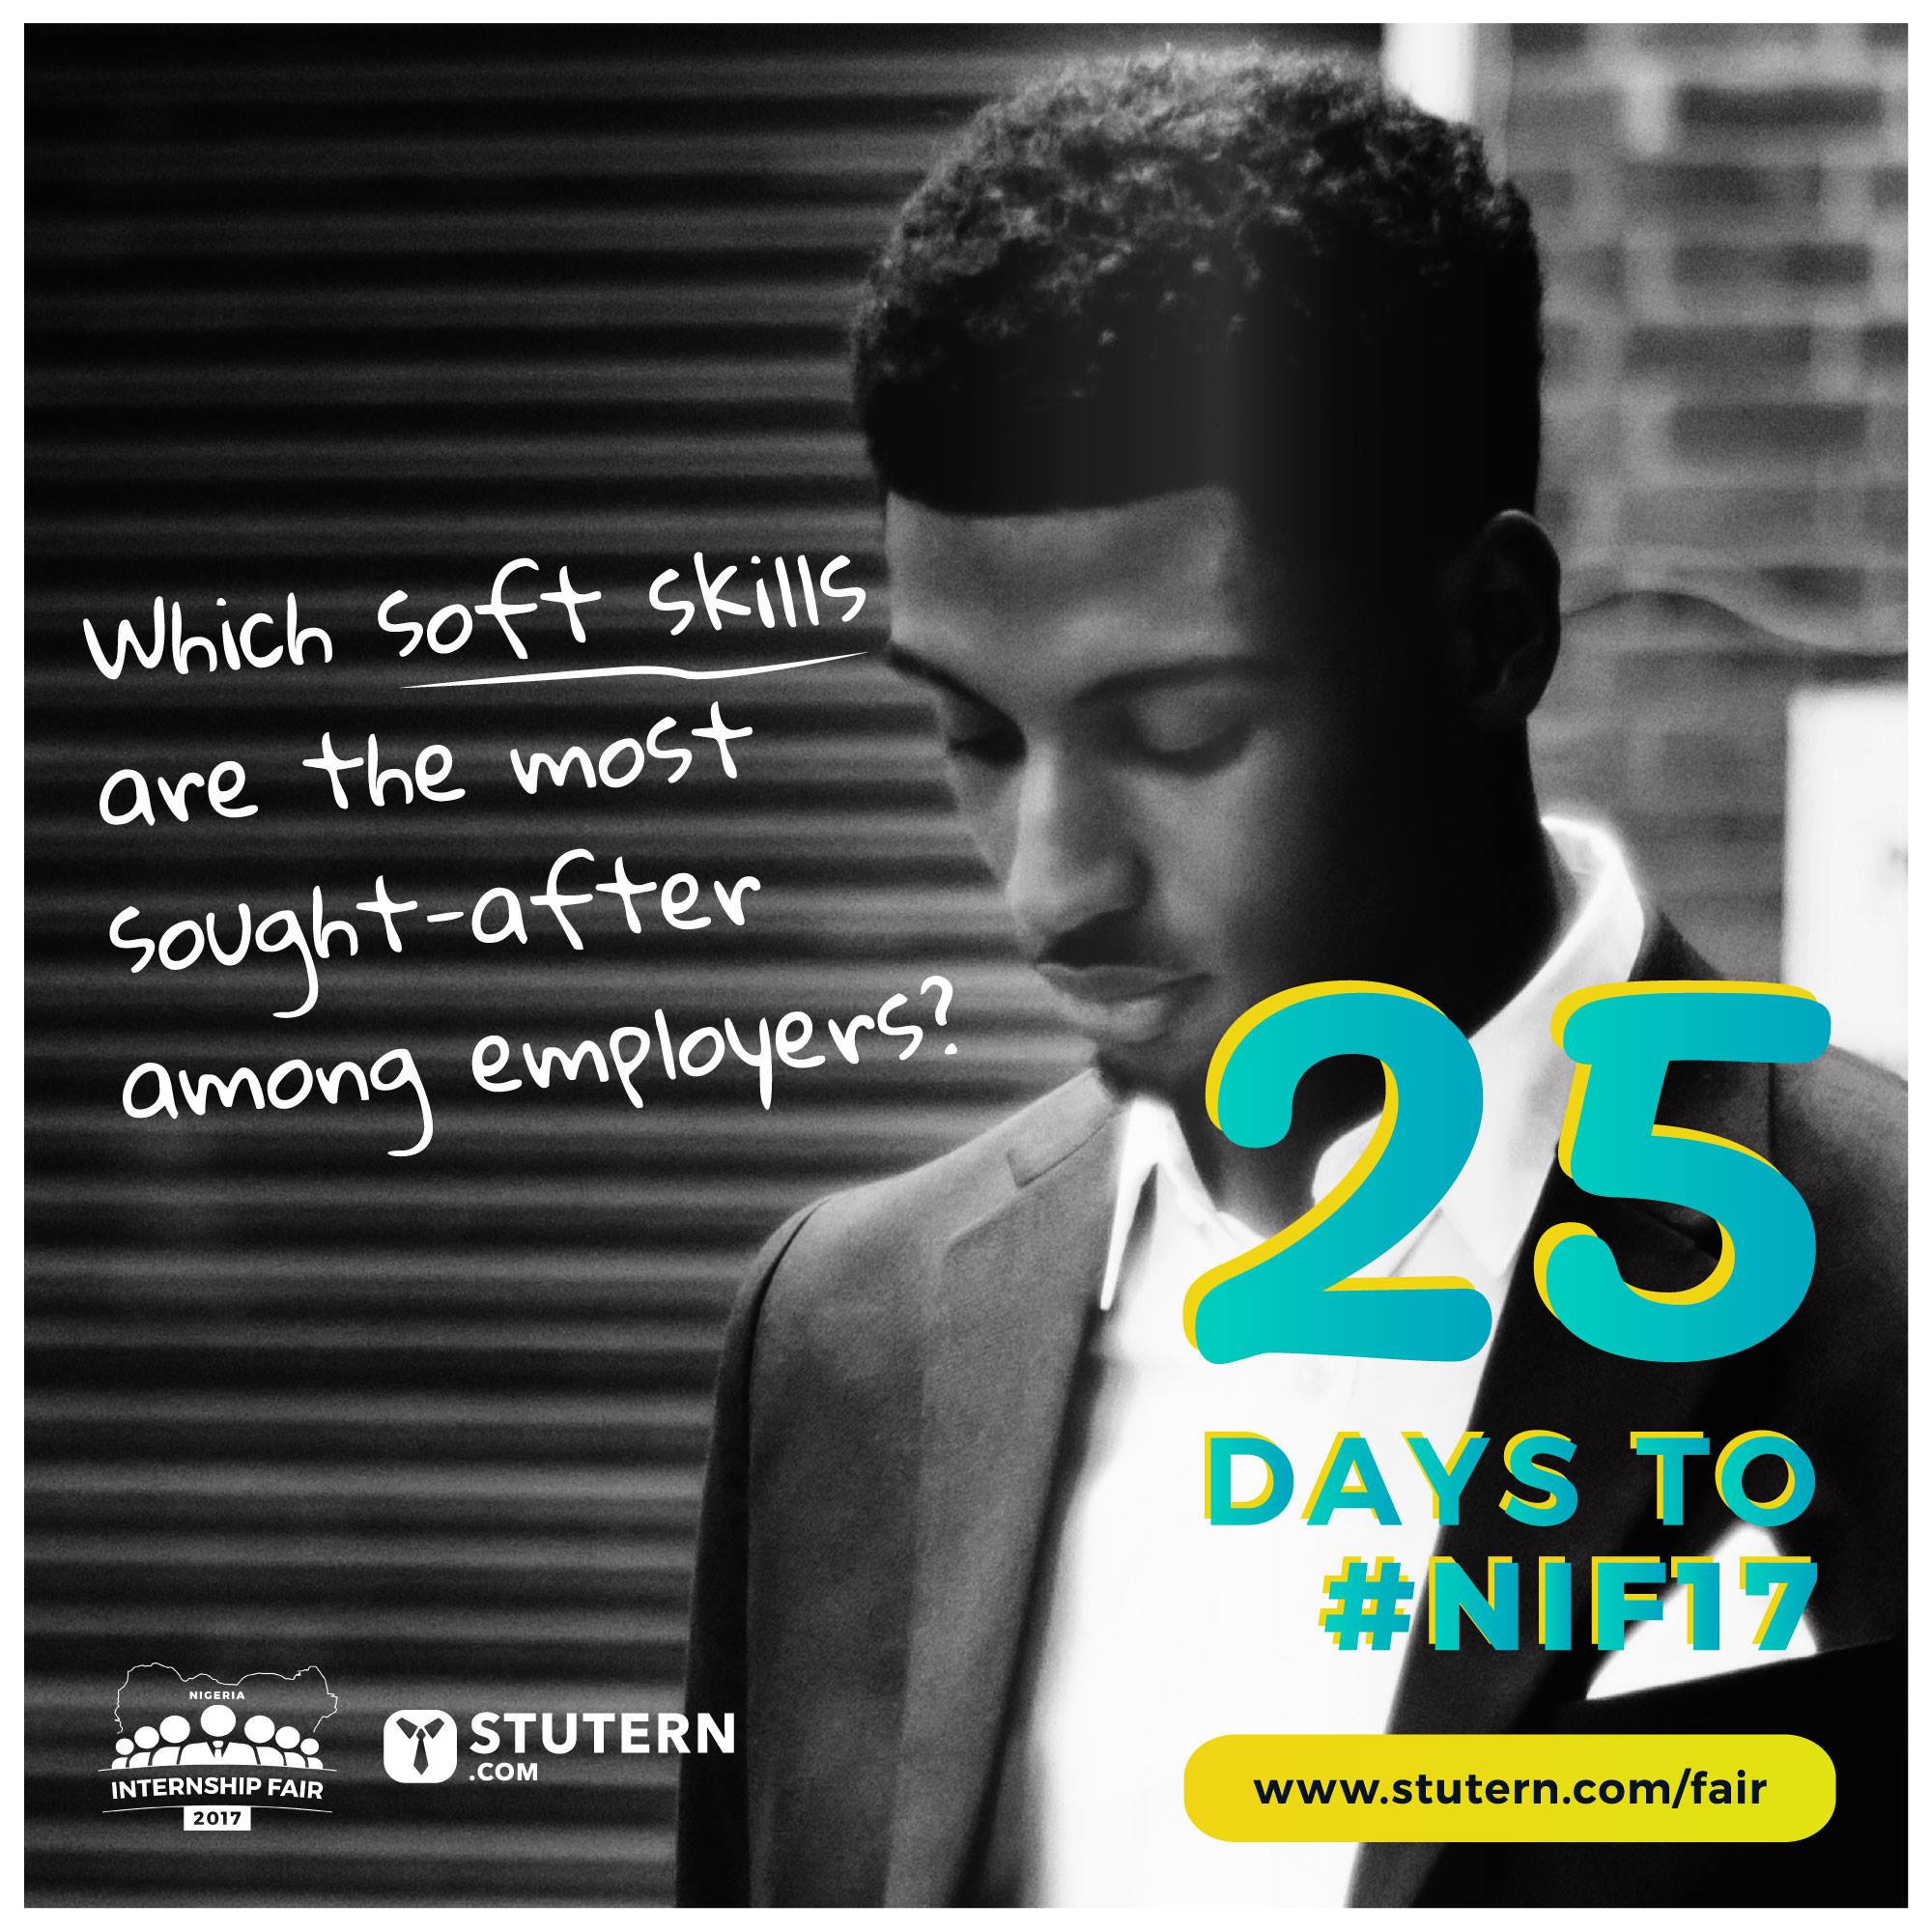 Which soft skills
are the most
sought-after
among employers?
25
DAYS TO
#NIF17
NIGERIA
INTERNSHIP FAIR
2017
STUTERN
.COM
www.stutern.com/fair